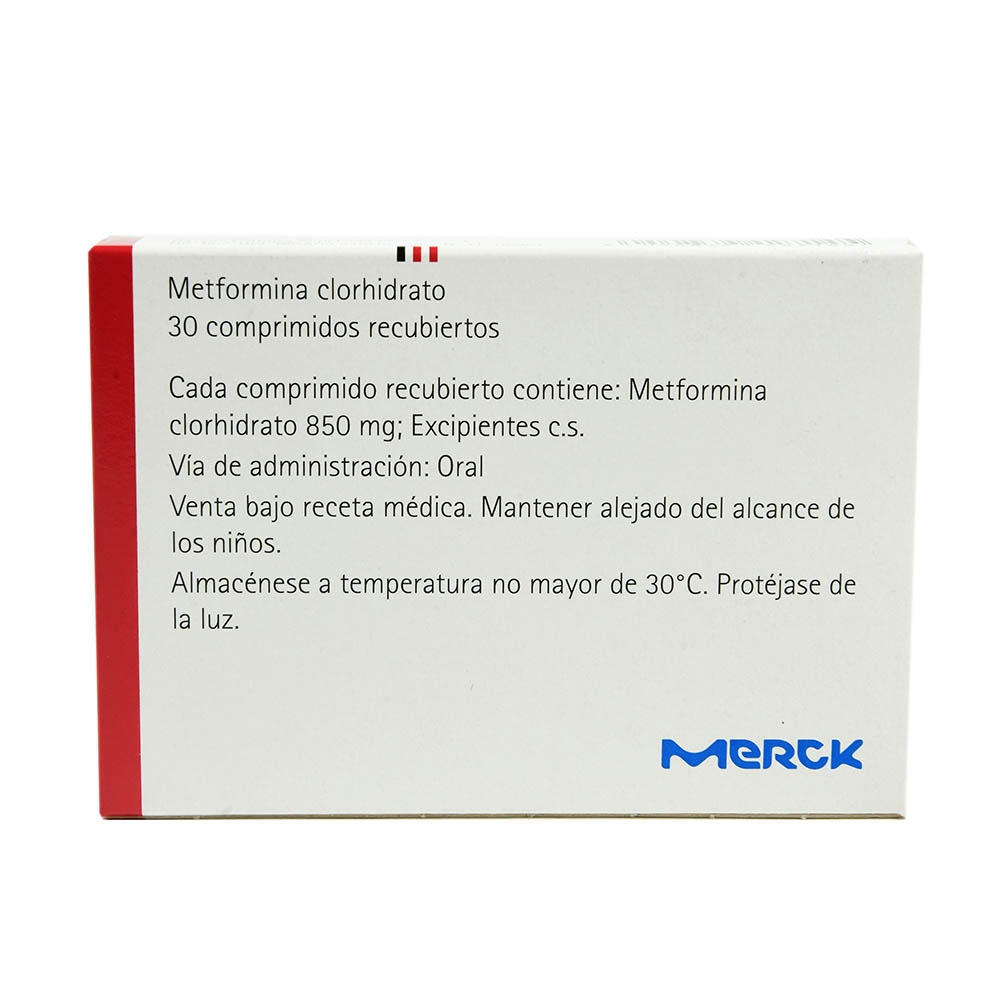 Metformina clorhidrato
30 comprimidos recubiertos
Cada comprimido recubierto contiene: Metformina
clorhidrato 850 mg; Excipientes c.s.
Vía de administración: Oral
Venta bajo receta médica. Mantener alejado del alcance de
los niños.
Almacénese a temperatura no mayor de 30°C. Protéjase de
la luz.
MERCK